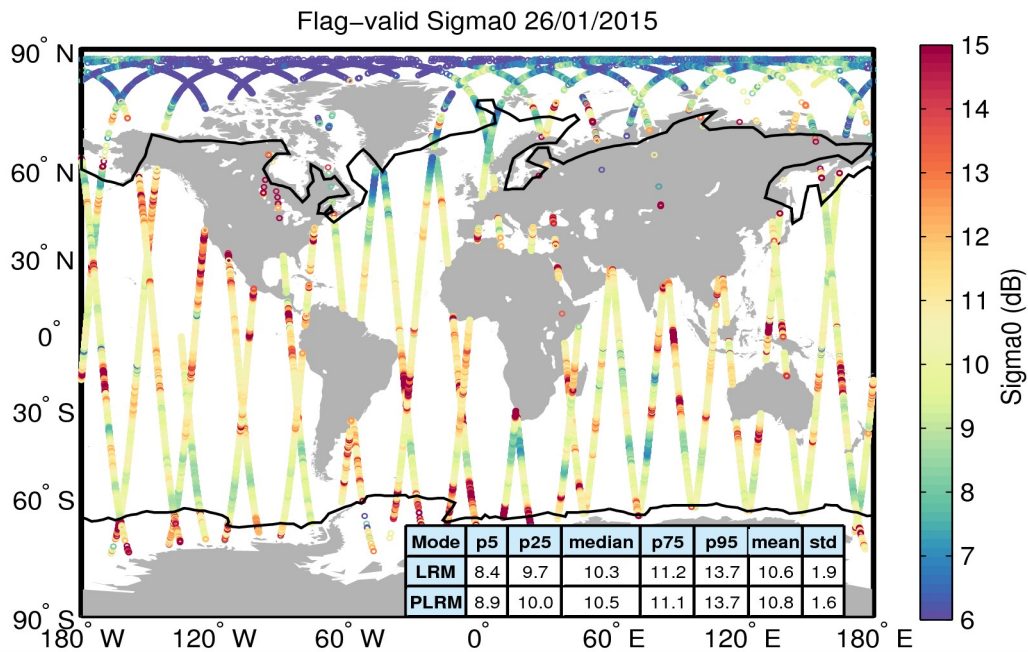 Flag−valid Sigma0 26/01/2015
90° N
60° N
30° N
0°
30° S
60° S
90° S
180° W
120° W
60° W
0°
60° E
120° E
180° E
15
14
13
12
11
10
9
8
7
6
Sigma0 (dB)
Mode p5 p25 median p75 p95 mean std
LRM 8.4 9.7 10.3 11.2 13.7 10.6 1.9
PLRM 8.9 10.0 10.5 11.1 13.7 10.8 1.6